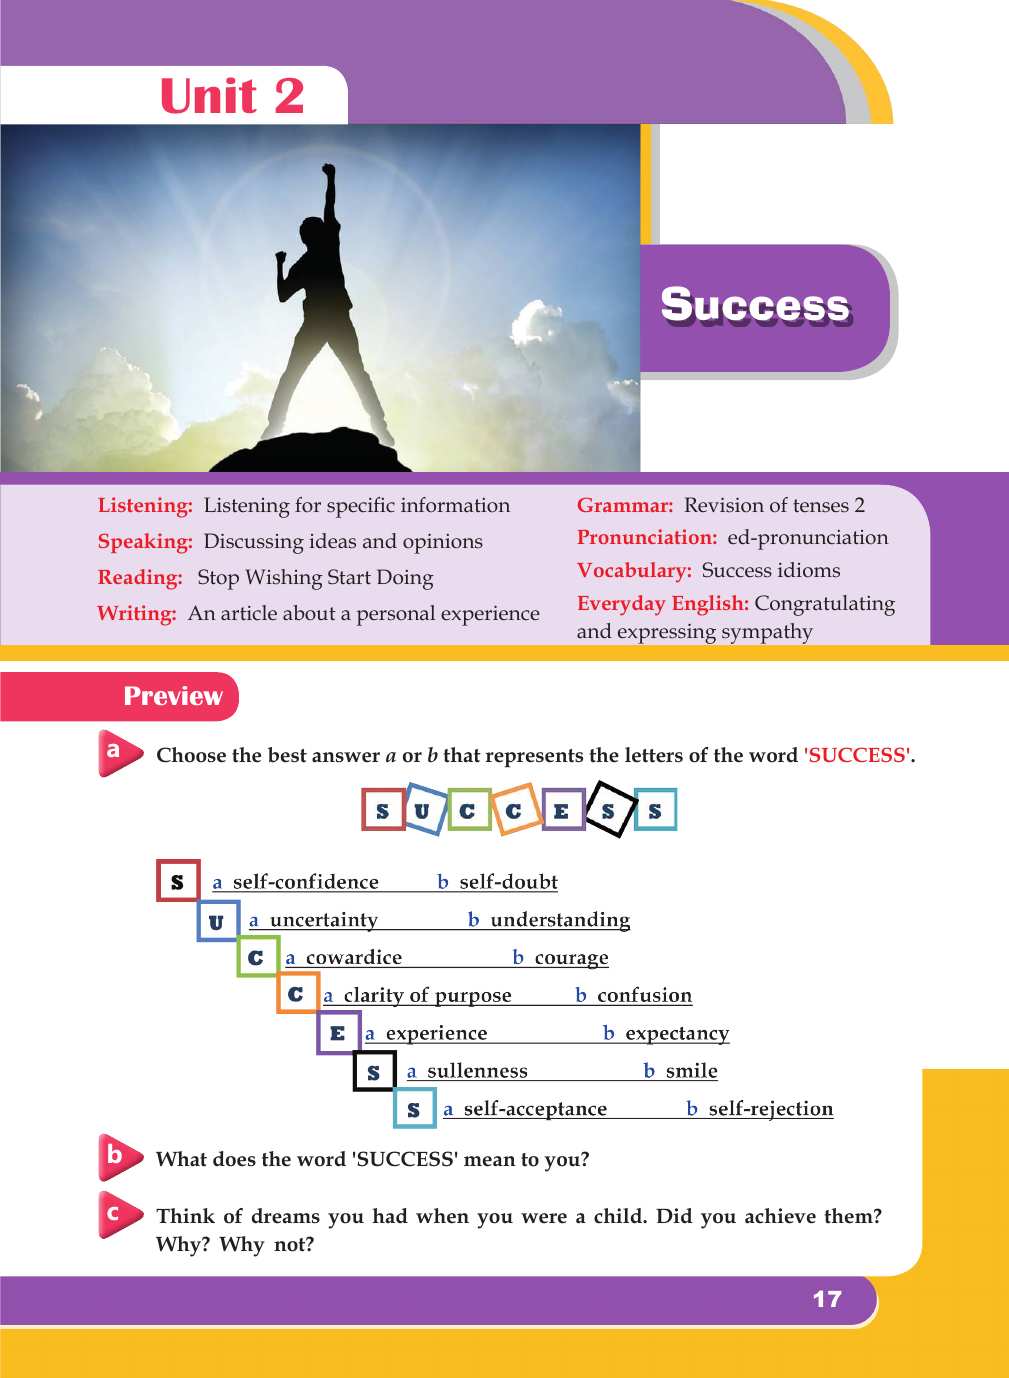 Unit 2
Success
Listening: Listening for specific information
Speaking: Discussing ideas and opinions
Reading: Stop Wishing Start Doing
Writing: An article about a personal experience
Grammar: Revision of tenses 2
Pronunciation: ed-pronunciation
Vocabulary: Success idioms
Everyday English: Congratulating
and expressing sympathy
Preview
a Choose the best answer a or b that represents the letters of the word 'SUCCESS'.
S U C C E S S
S a self-confidence b self-doubt
U a uncertainty b understanding
C a cowardice b courage
C a clarity of purpose b confusion
E a experience b expectancy
S a sullenness b smile
S a self-acceptance b self-rejection
b What does the word 'SUCCESS' mean to you?
c Think of dreams you had when you were a child. Did you achieve them?
Why? Why not?
17